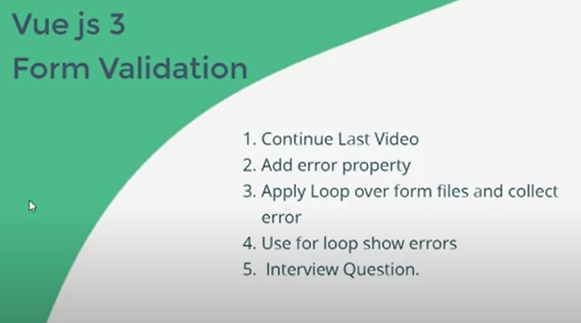 Vue js 3
Form Validation
1. Continue Last Video
2. Add error property
3. Apply Loop over form files and collect
error
4. Use for loop show errors
5. Interview Question.